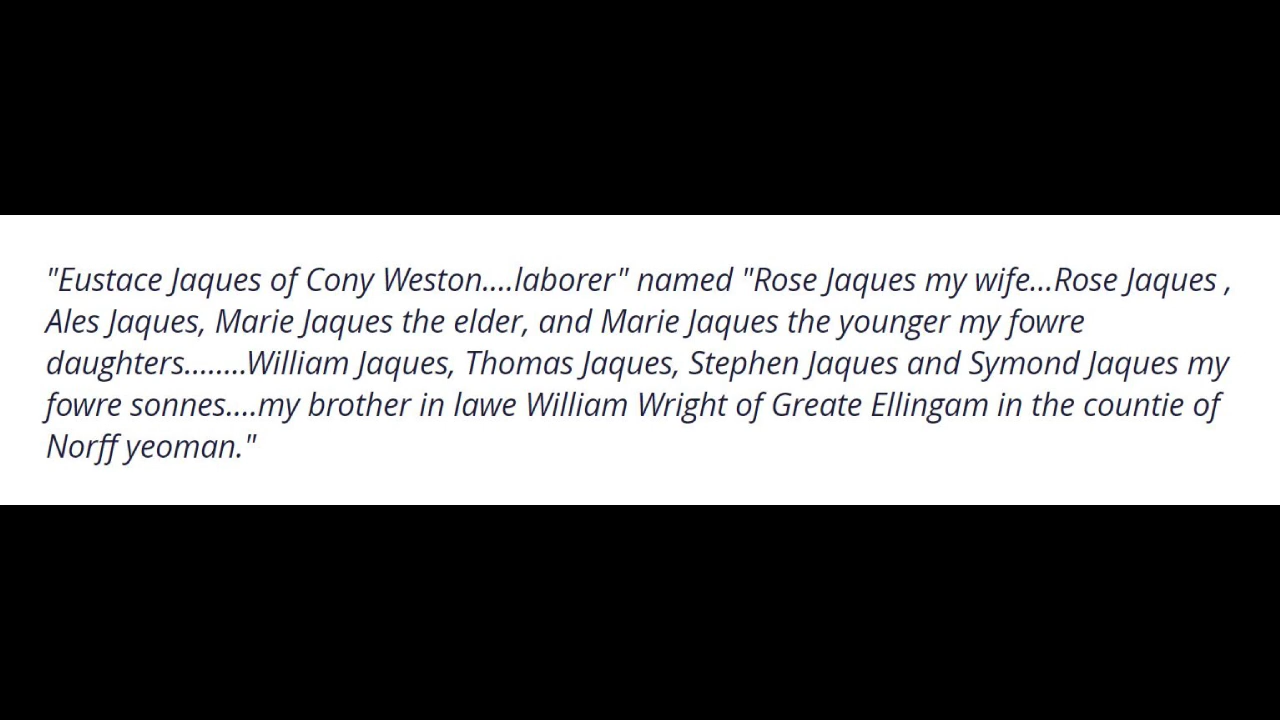 "Eustace Jaques of Cony Weston....laborer" named "Rose Jaques my wife...Rose Jaques ,
Ales Jaques, Marie Jaques the elder, and Marie Jaques the younger my fowre
daughters........William Jaques, Thomas Jaques, Stephen Jaques and Symond Jaques my
fowre sonnes....my brother in lawe William Wright of Greate Ellingam in the countie of
Norff yeoman."